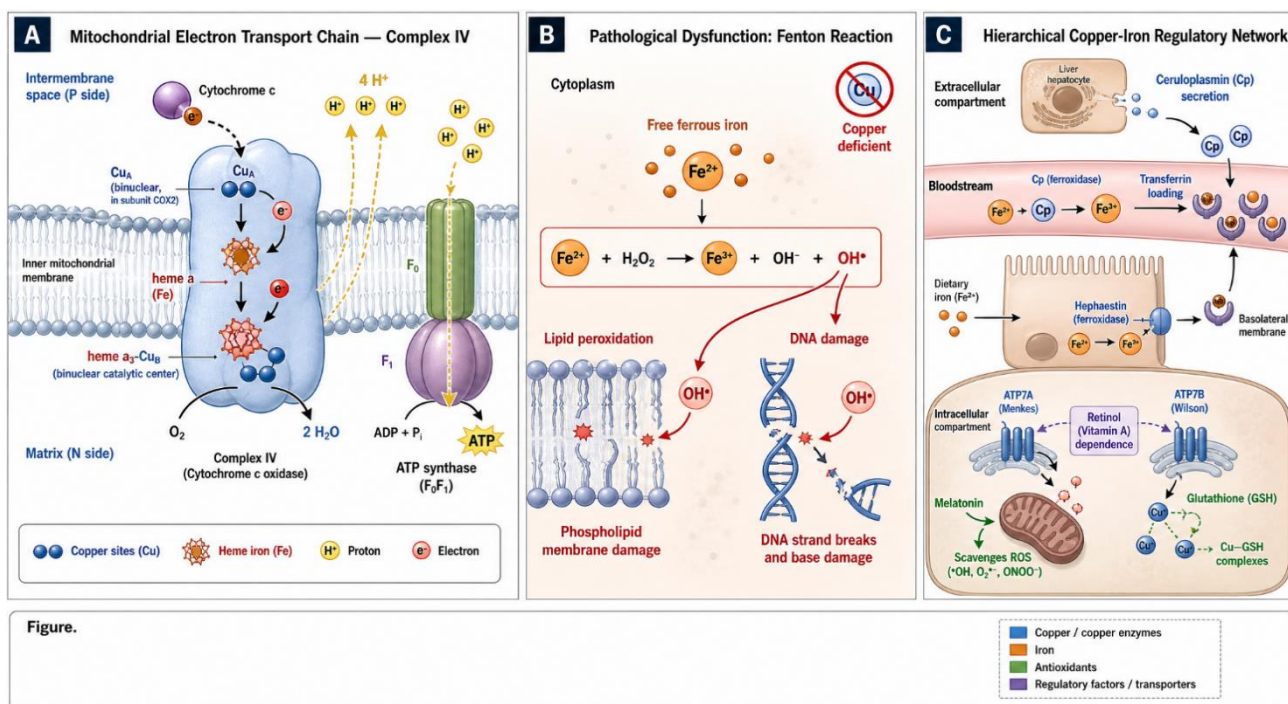 A Mitochondrial Electron Transport Chain — Complex IV
Intermembrane
space (P side)
Cytochrome c
e⁻
4 H⁺
H⁺ H⁺ H⁺
H⁺
H⁺
H⁺
H⁺
H⁺
Cu_A
Cu_A
(binuclear,
in subunit COX2)
e⁻
Inner mitochondrial
membrane
heme a
(Fe)
e⁻
heme a₃-Cu_B
(binuclear catalytic center)
F₀
F₁
O₂
2 H₂O
ADP + Pᵢ
ATP
Matrix (N side)
Complex IV
(Cytochrome c oxidase)
ATP synthase
(F₀F₁)
Copper sites (Cu)
Heme iron (Fe)
H⁺ Proton
e⁻ Electron
B Pathological Dysfunction: Fenton Reaction
Cytoplasm
Cu
Copper
deficient
Free ferrous iron
Fe²⁺
Fe²⁺ + H₂O₂ → Fe³⁺ + OH⁻ + OH•
Lipid peroxidation
DNA damage
OH•
OH•
Phospholipid
membrane damage
DNA strand breaks
and base damage
C Hierarchical Copper-Iron Regulatory Network
Liver
hepatocyte
Extracellular
compartment
Ceruloplasmin (Cp)
secretion
Cp
Cp
Bloodstream
Cp (ferroxidase)
Transferrin
loading
Fe²⁺ → Cp → Fe³⁺
Dietary
iron (Fe²⁺)
Hephaestin
(ferroxidase)
Fe²⁺ → Fe³⁺
Basolateral
membrane
Intracellular
compartment
ATP7A
(Menkes)
Retinol
(Vitamin A)
dependence
ATP7B
(Wilson)
Melatonin
Scavenges ROS
(•OH, O₂•⁻, ONOO⁻)
Glutathione (GSH)
Cu⁺
Cu⁺
Cu⁺
Cu–GSH
complexes
Figure.
Copper / copper enzymes
Iron
Antioxidants
Regulatory factors / transporters